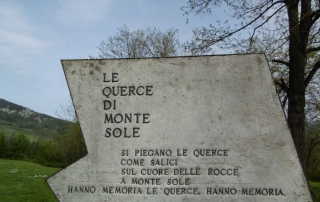 LE
QUERCE
DI
MONTE
SOLE
SI PIEGANO LE QUERCE
COME SALICI
SUL CUORE DELLE ROCCE
A MONTE SOLE
HANNO MEMORIA LE QUERCE, HANNO MEMORIA.